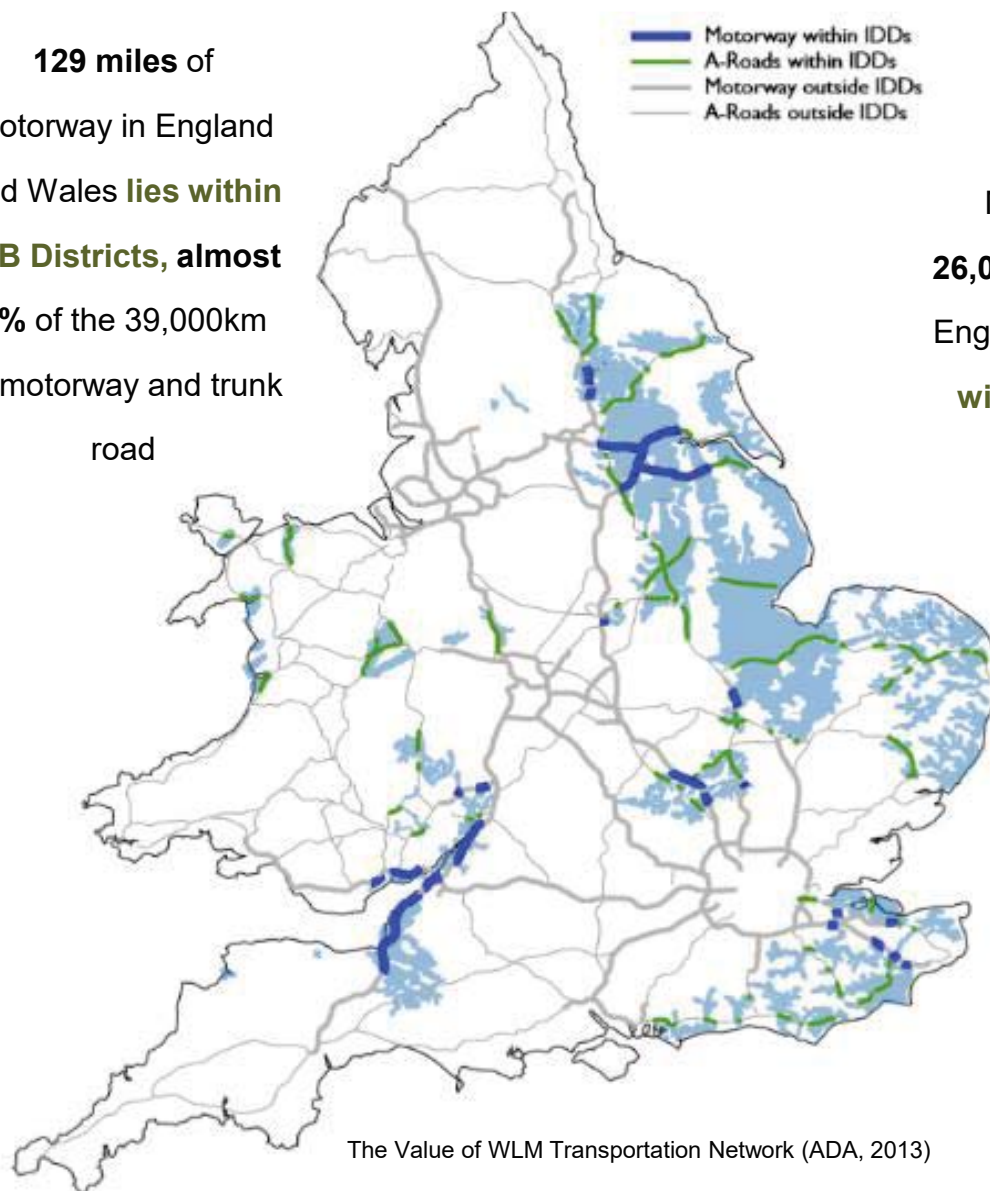 129 miles of
otorway in England
d Wales lies within
B Districts, almost
% of the 39,000km
motorway and trunk
road
Motorway within IDDs
A-Roads within IDDs
Motorway outside IDDs
A-Roads outside IDDs
26,0
Eng
wi
The Value of WLM Transportation Network (ADA, 2013)